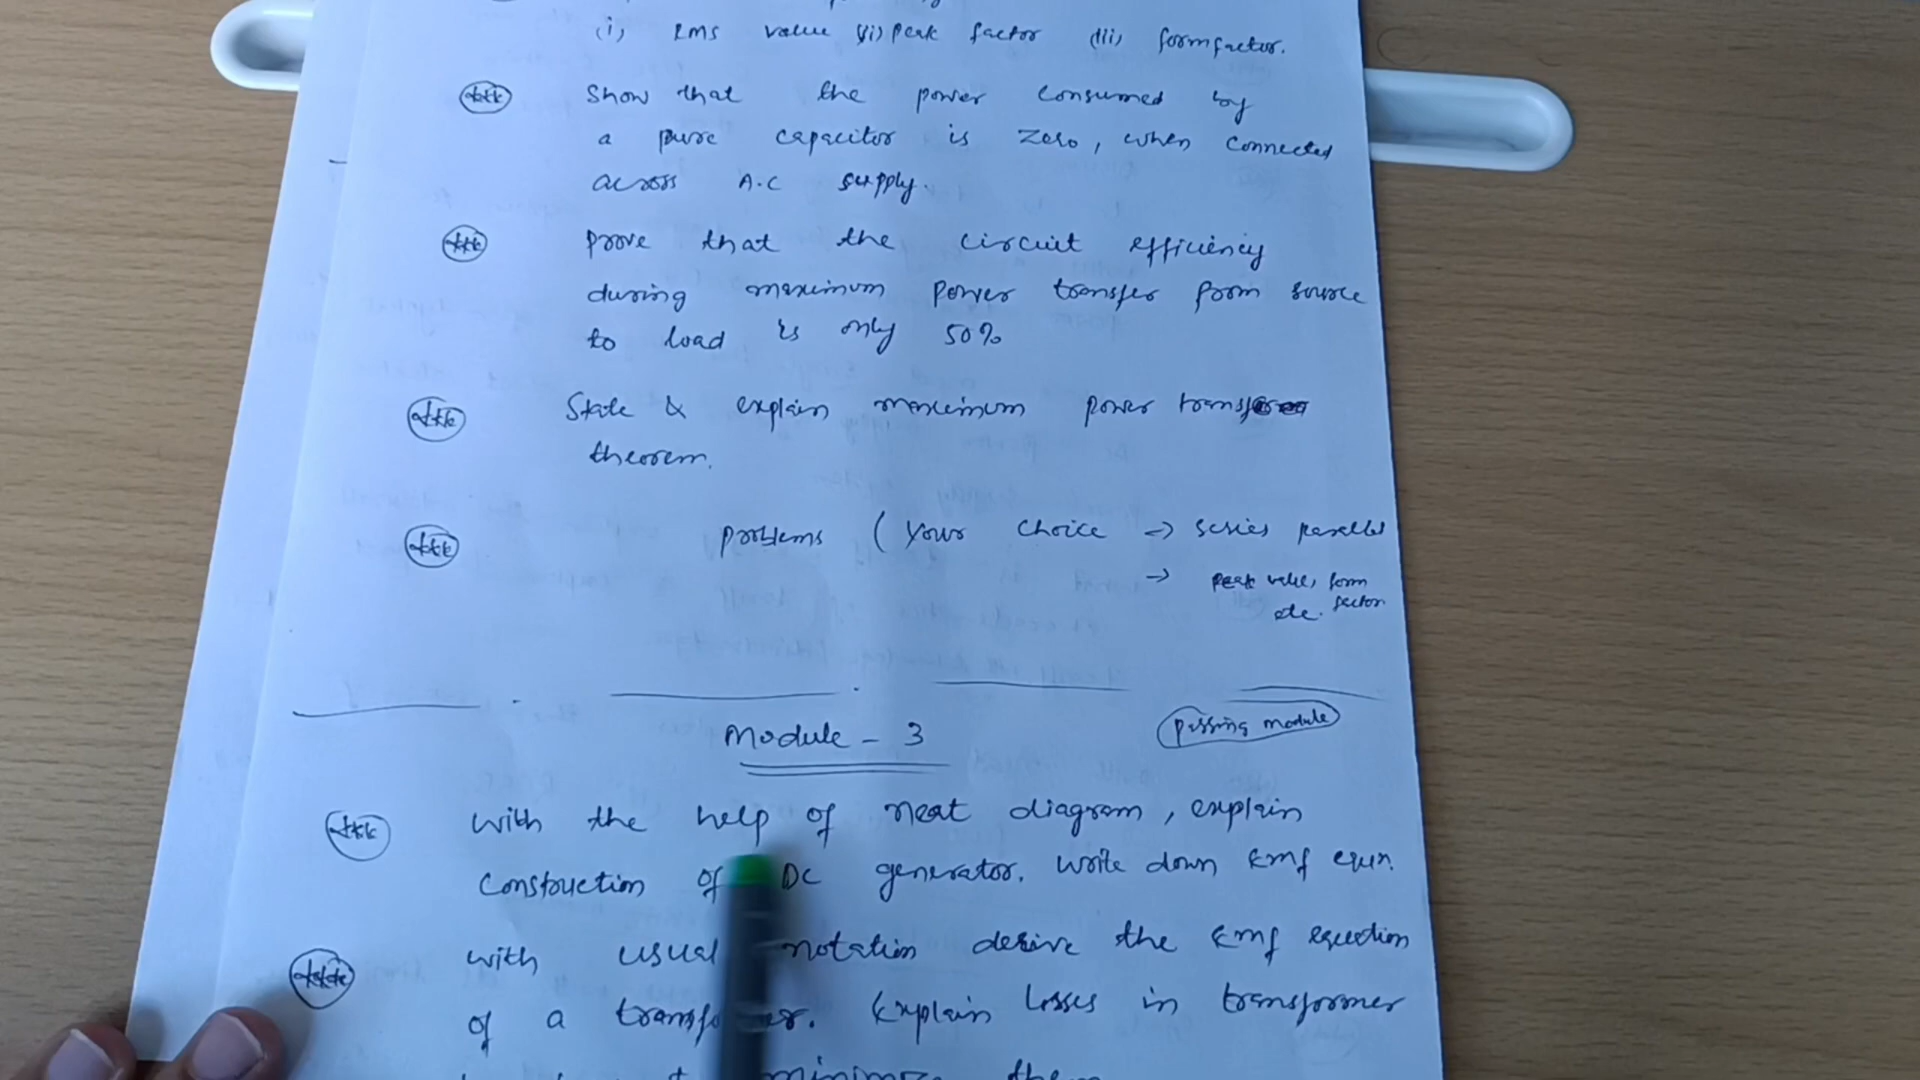 (i) RMS value (ii) peak factor (iii) formfactor.
*** Show that the power consumed by
a pure capacitor is zero, when connected
across A.C supply.
*** prove that the circuit efficiency
during maximum power transfer from source
to load is only 50%
*** State & explain maximum power transfer
theorem.
*** problems (Your choice → series parallel
→ peak value, form
etc. factor
Module - 3
passing module
*** with the help of neat diagram, explain
Construction of DC generator. Write down Emf equn.
*** with usual notation derive the Emf equation
of a transformer. Explain losses in transformer
minimize them